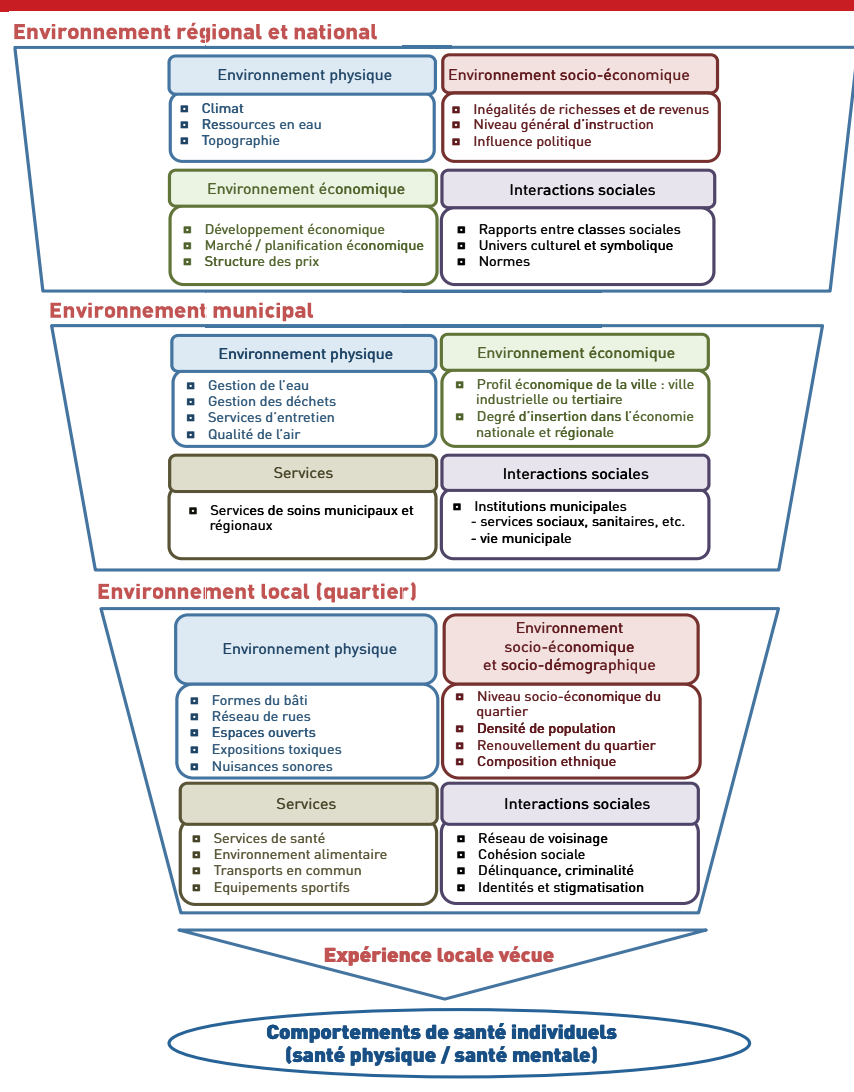 Environnement régional et national
Environnement physique
Climat
Ressources en eau
Topographie
Environnement socio-économique
Inégalités de richesses et de revenus
Niveau général d'instruction
Influence politique
Environnement économique
Développement économique
Marché / planification économique
Structure des prix
Interactions sociales
Rapports entre classes sociales
Univers culturel et symbolique
Normes
Environnement municipal
Environnement physique
Gestion de l'eau
Gestion des déchets
Services d'entretien
Qualité de l'air
Environnement économique
Profil économique de la ville : ville
industrielle ou tertiaire
Degré d'insertion dans l'économie
nationale et régionale
Services
Services de soins municipaux et
régionaux
Interactions sociales
Institutions municipales
- services sociaux, sanitaires, etc.
- vie municipale
Environnement local (quartier)
Environnement physique
Formes du bâti
Réseau de rues
Espaces ouverts
Expositions toxiques
Nuisances sonores
Environnement
socio-économique
et socio-démographique
Niveau socio-économique du
quartier
Densité de population
Renouvellement du quartier
Composition ethnique
Services
Services de santé
Environnement alimentaire
Transports en commun
Equipements sportifs
Interactions sociales
Réseau de voisinage
Cohésion sociale
Délinquance, criminalité
Identités et stigmatisation
Expérience locale vécue
Comportements de santé individuels
(santé physique / santé mentale)